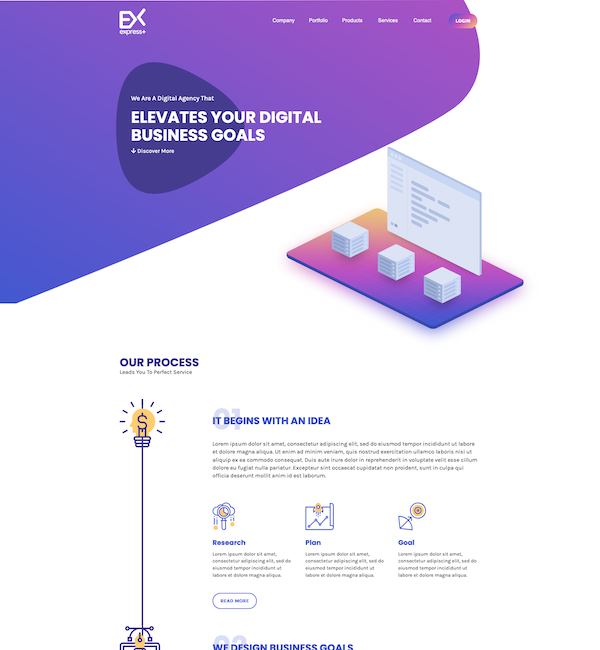 EX
express+
Company Portfolio Products Services Contact LOGIN
We Are A Digital Agency That
ELEVATES YOUR DIGITAL
BUSINESS GOALS
Discover More
OUR PROCESS
Leads You To Perfect Service
01
IT BEGINS WITH AN IDEA
Lorem ipsum dolor sit amet, consectetur adipiscing elit, sed do eiusmod tempor incididunt ut labore
et dolore magna aliqua. Ut enim ad minim veniam, quis nostrud exercitation ullamco laboris nisi ut
aliquip ex ea commodo consequat. Duis aute irure dolor in reprehenderit in voluptate velit esse cillum
dolore eu fugiat nulla pariatur. Excepteur sint occaecat cupidatat non proident, sunt in culpa qui
officia deserunt mollit anim id est laborum.
Research
Lorem ipsum dolor sit amet,
consectetur adipiscing elit, sed do
eiusmod tempor incididunt ut
labore et dolore magna aliqua.
Plan
Lorem ipsum dolor sit amet,
consectetur adipiscing elit, sed do
eiusmod tempor incididunt ut
labore et dolore magna aliqua.
Goal
Lorem ipsum dolor sit amet,
consectetur adipiscing elit, sed do
eiusmod tempor incididunt ut
labore et dolore magna aliqua.
READ MORE
02
WE DESIGN BUSINESS GOALS